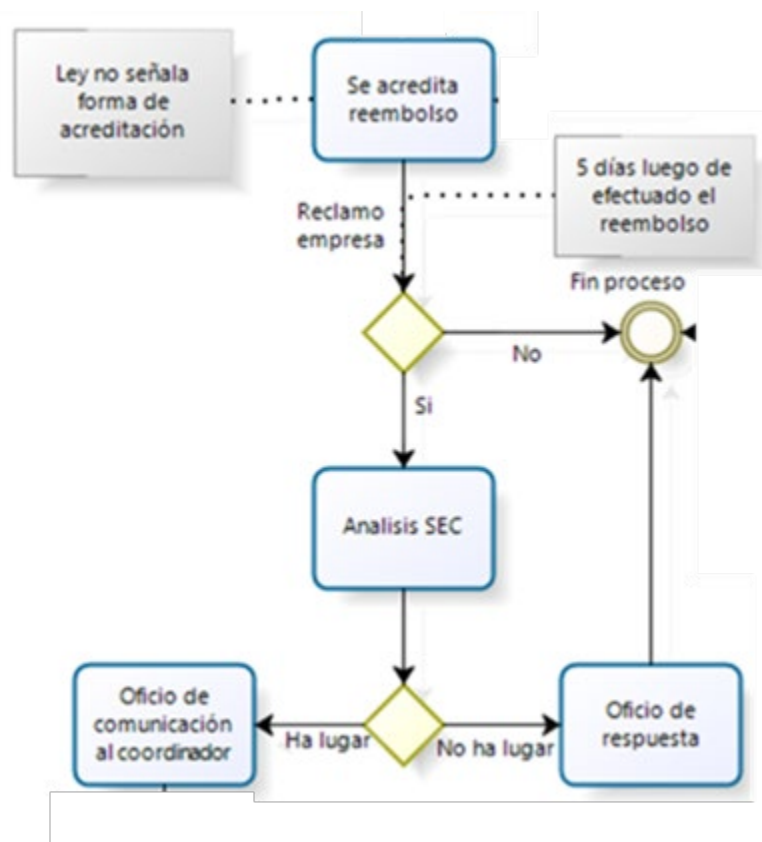 Ley no señala
forma de
acreditación
Se acredita
reembolso
5 días luego de
efectuado el
reembolso
Reclamo
empresa
Fin proceso
No
Si
Analisis SEC
Oficio de
comunicación
al coordinador
Ha lugar
No ha lugar
Oficio de
respuesta